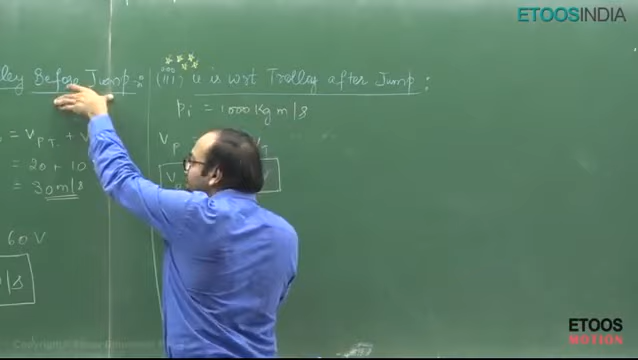 ETOOSINDIA
ley Before Jump :- (iii) u is wrt Trolley after Jump :
Pi = 1000 Kg m/s
= VPT + V
= 20 + 10
= 30 m/s
VP
60 V
/s
ETOOS
MOTION